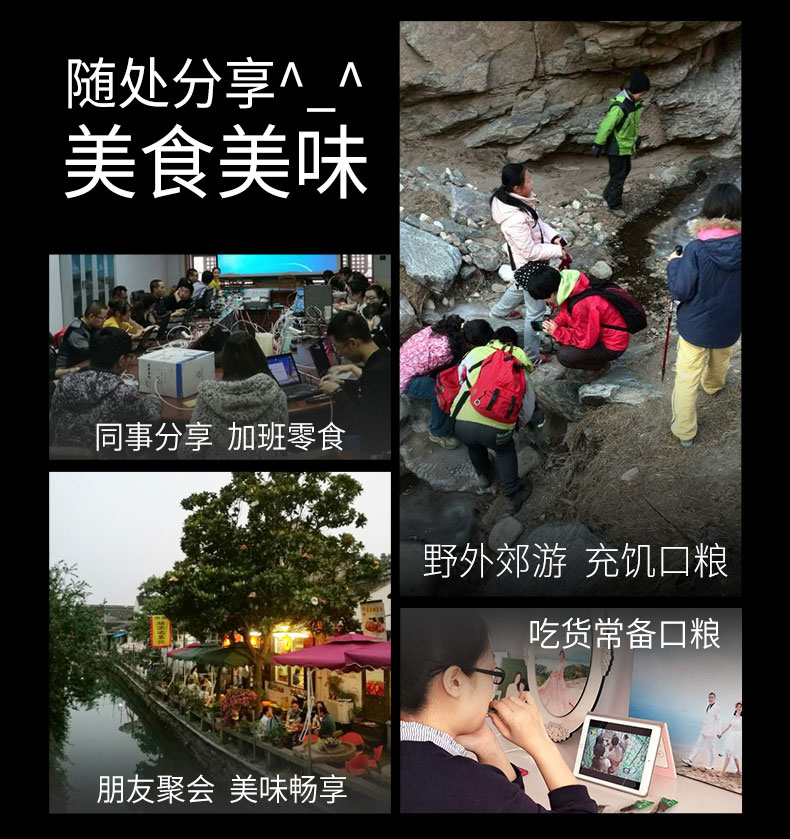 随处分享^_^
美食美味
同事分享 加班零食
野外郊游 充饥口粮
朋友聚会 美味畅享
吃货常备口粮